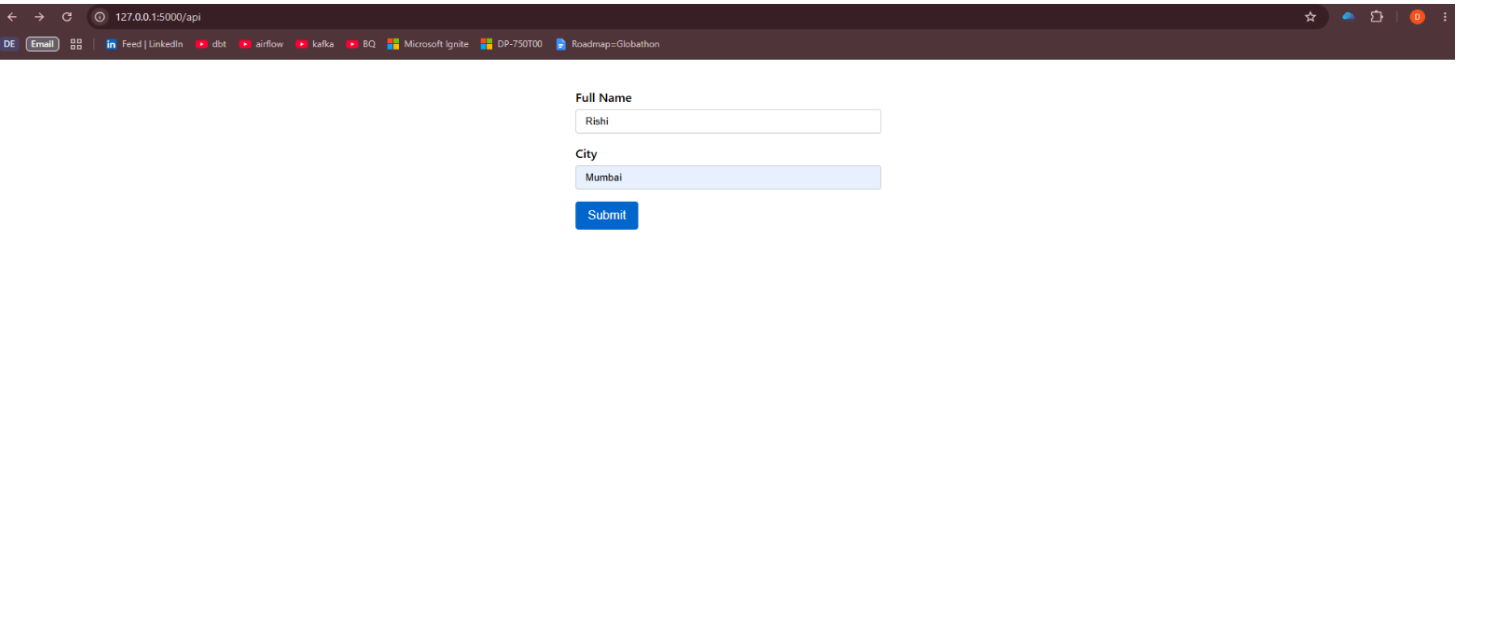 127.0.0.1:5000/api
D
DE Email in Feed | LinkedIn dbt airflow kafka BQ Microsoft Ignite DP-750T00 Roadmap=Globathon
Full Name
Rishi
City
Mumbai
Submit